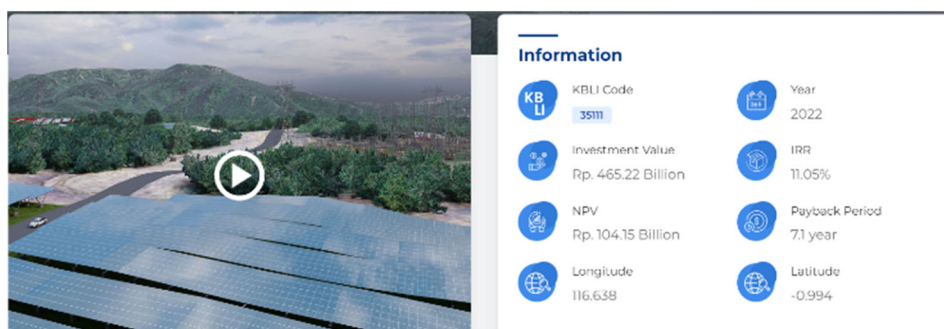 Information
KBLI
KBLI Code
35111
Year
2022
Investment Value
Rp. 465.22 Billion
IRR
11.05%
NPV
Rp. 104.15 Billion
Payback Period
7.1 year
Longitude
116.638
Latitude
-0.994